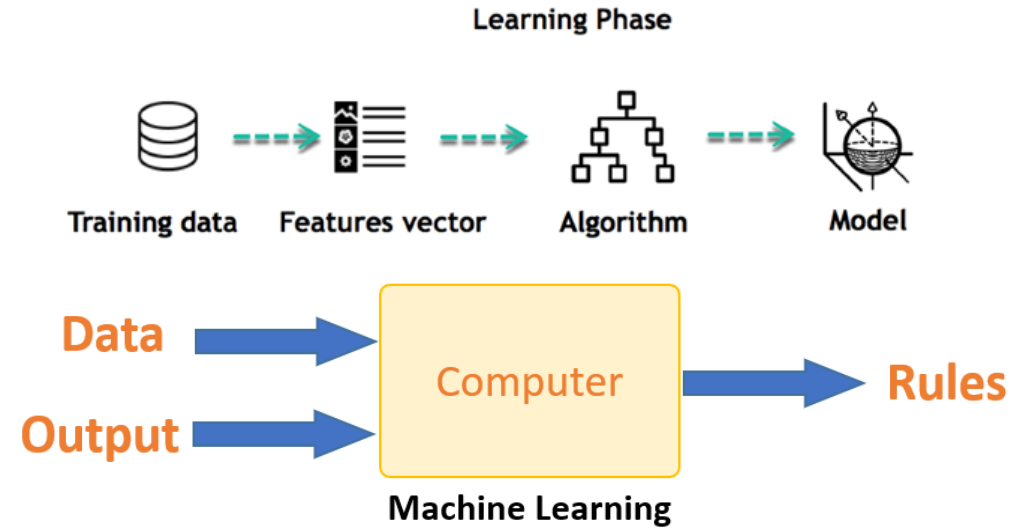 Learning Phase
Training data
Features vector
Algorithm
Model
Data
Computer
Rules
Output
Machine Learning